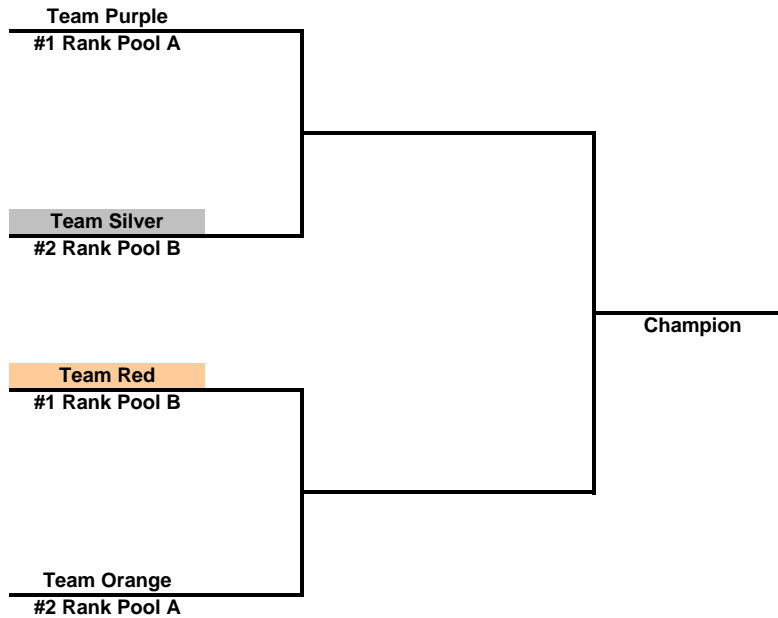 Team Purple
#1 Rank Pool A
Team Silver
#2 Rank Pool B
Champion
Team Red
#1 Rank Pool B
Team Orange
#2 Rank Pool A